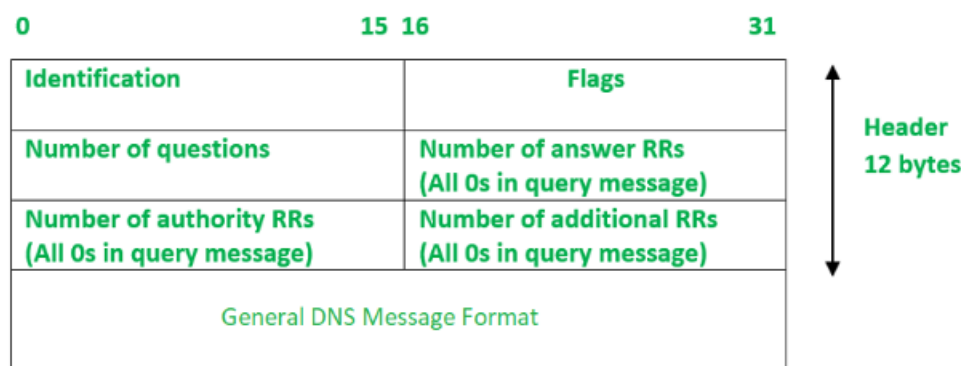 0 15 16 31
Identification Flags
Number of questions Number of answer RRs
(All 0s in query message)
Number of authority RRs Number of additional RRs
(All 0s in query message) (All 0s in query message)
General DNS Message Format
Header
12 bytes